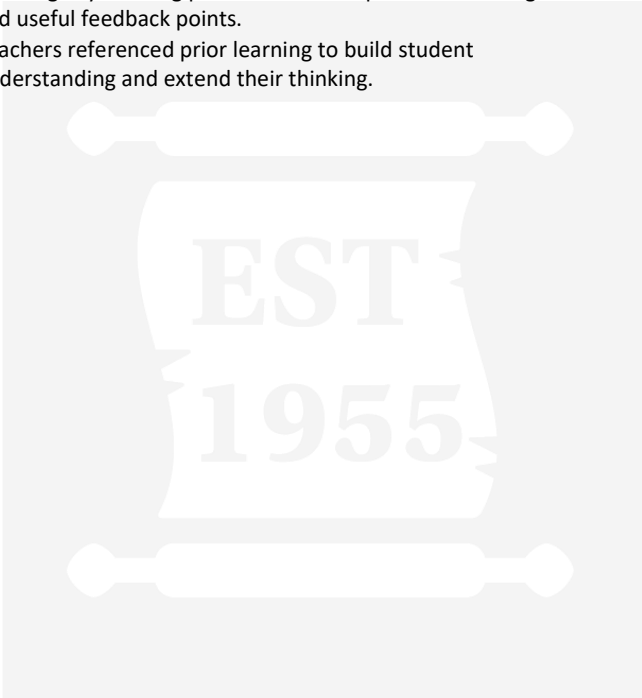 d useful feedback points.
achers referenced prior learning to build student
derstanding and extend their thinking.
EST
1955